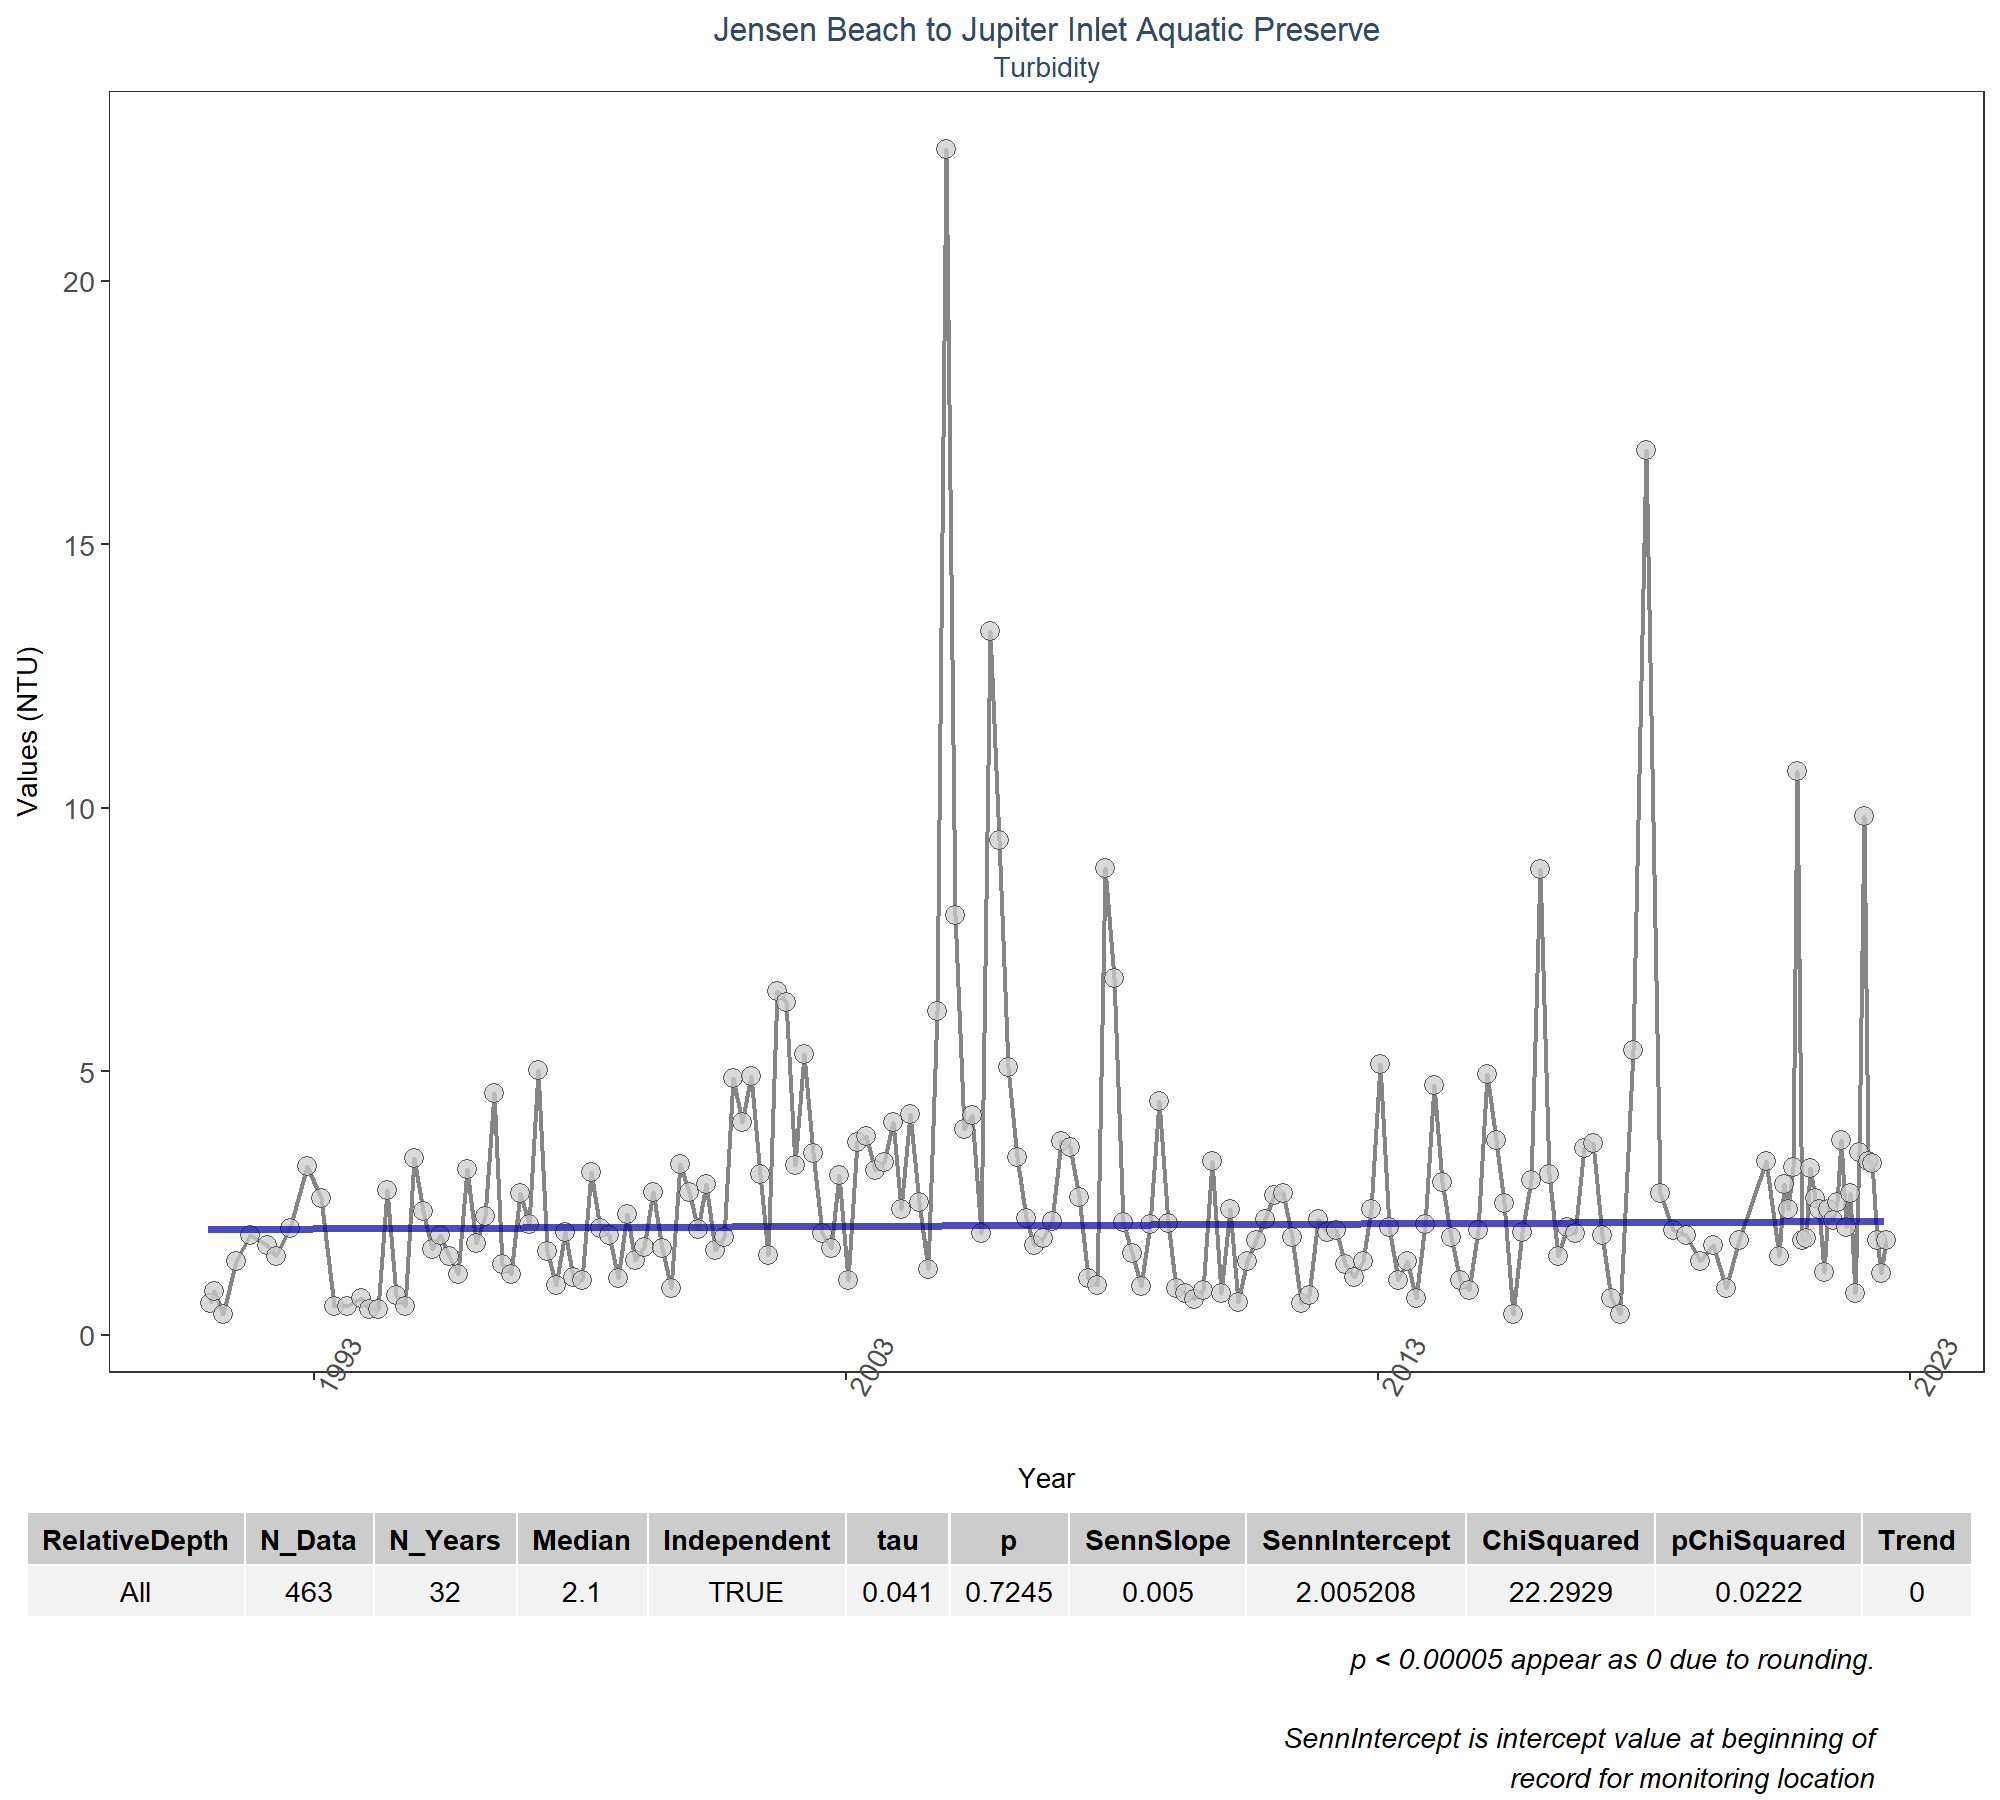 Jensen Beach to Jupiter Inlet Aquatic Preserve
Turbidity
Values (NTU)
20
15
10
5
0
1993
2003
2013
2023
Year
RelativeDepth N_Data N_Years Median Independent tau p SennSlope SennIntercept ChiSquared pChiSquared Trend
All 463 32 2.1 TRUE 0.041 0.7245 0.005 2.005208 22.2929 0.0222 0
p < 0.00005 appear as 0 due to rounding.
SennIntercept is intercept value at beginning of
record for monitoring location